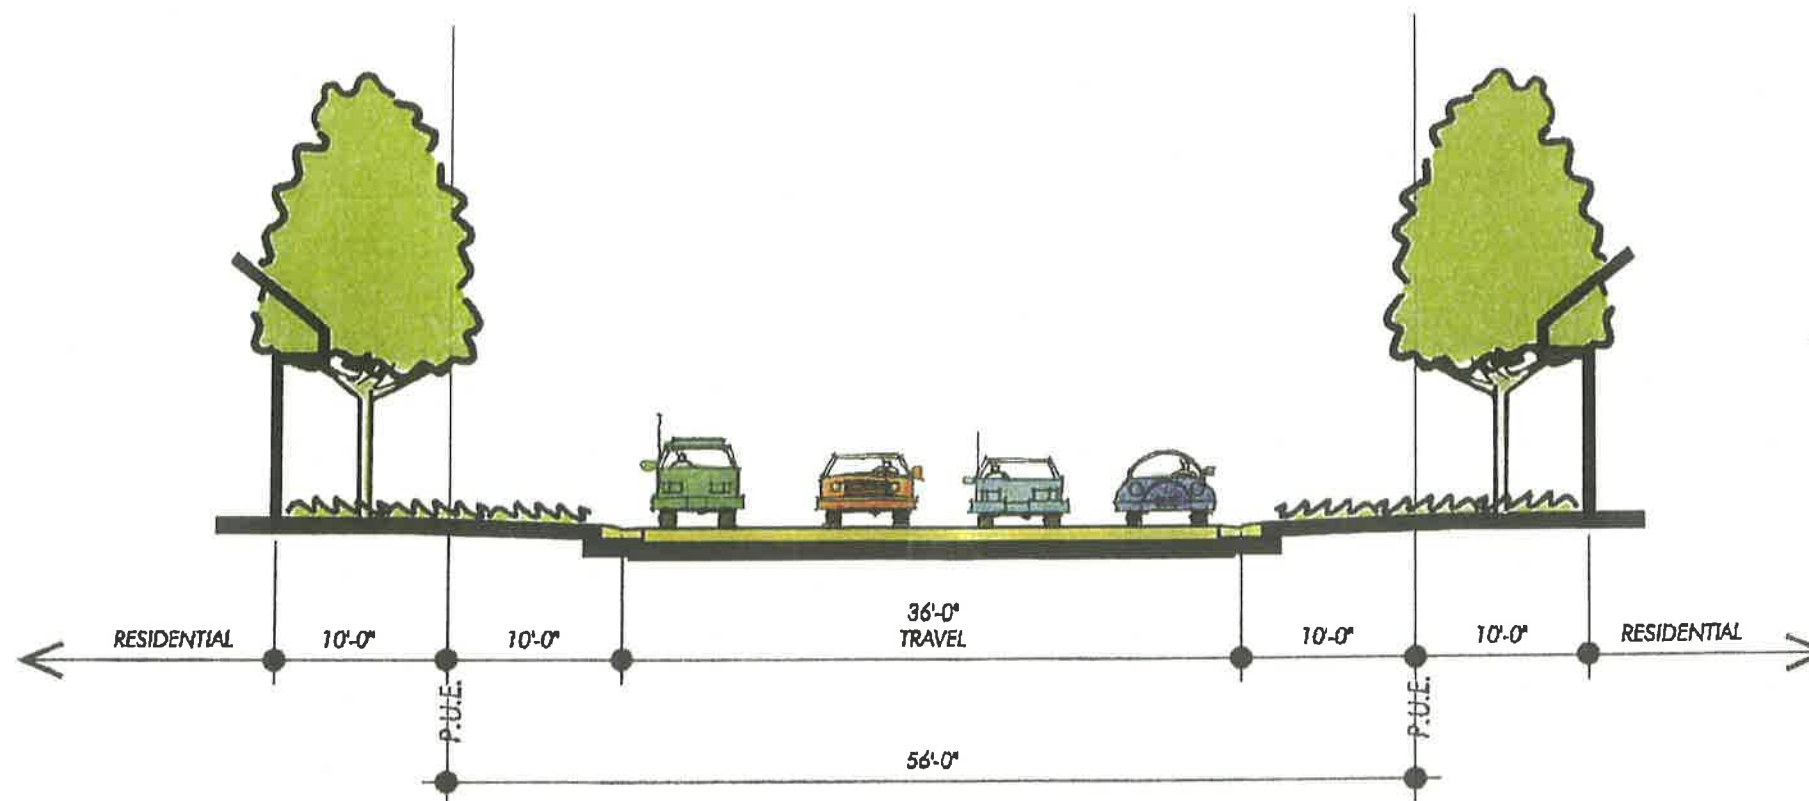 36'-0"
RESIDENTIAL 10'-0" 10'-0" TRAVEL 10'-0" 10'-0" RESIDENTIAL
P.U.E. P.U.E.
56'-0"